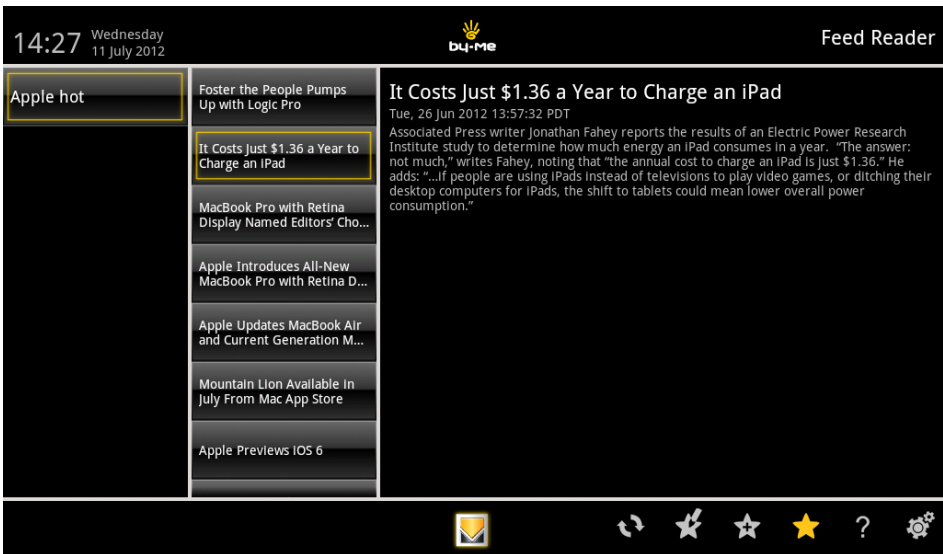 14:27
Wednesday
11 July 2012
by-me
Feed Reader
Apple hot
Foster the People Pumps
Up with Logic Pro
It Costs Just $1.36 a Year to
Charge an iPad
MacBook Pro with Retina
Display Named Editors’ Cho...
Apple Introduces All-New
MacBook Pro with Retina D...
Apple Updates MacBook Air
and Current Generation M...
Mountain Lion Available in
July From Mac App Store
Apple Previews iOS 6
It Costs Just $1.36 a Year to Charge an iPad
Tue, 26 Jun 2012 13:57:32 PDT
Associated Press writer Jonathan Fahey reports the results of an Electric Power Research
Institute study to determine how much energy an iPad consumes in a year.  “The answer:
not much,” writes Fahey, noting that “the annual cost to charge an iPad is just $1.36.” He
adds: “...if people are using iPads instead of televisions to play video games, or ditching their
desktop computers for iPads, the shift to tablets could mean lower overall power
consumption.”
?